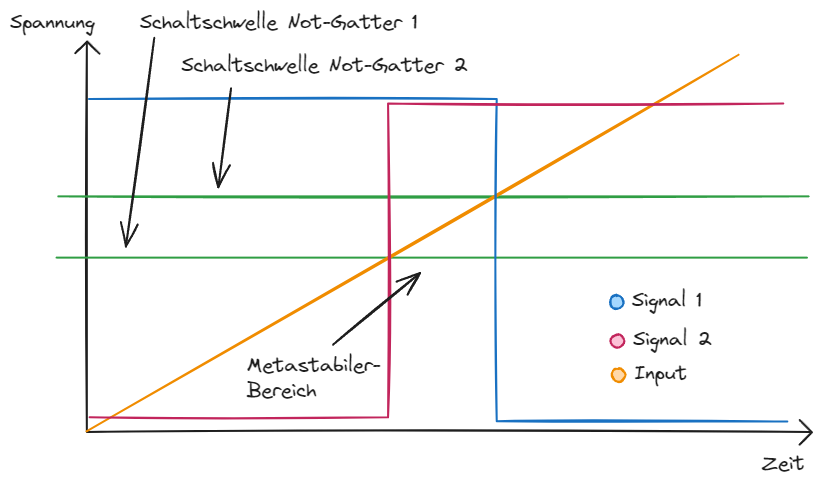 Spannung
Schaltschwelle Not-Gatter 1
Schaltschwelle Not-Gatter 2
Signal 1
Signal 2
Input
Metastabiler-
Bereich
Zeit